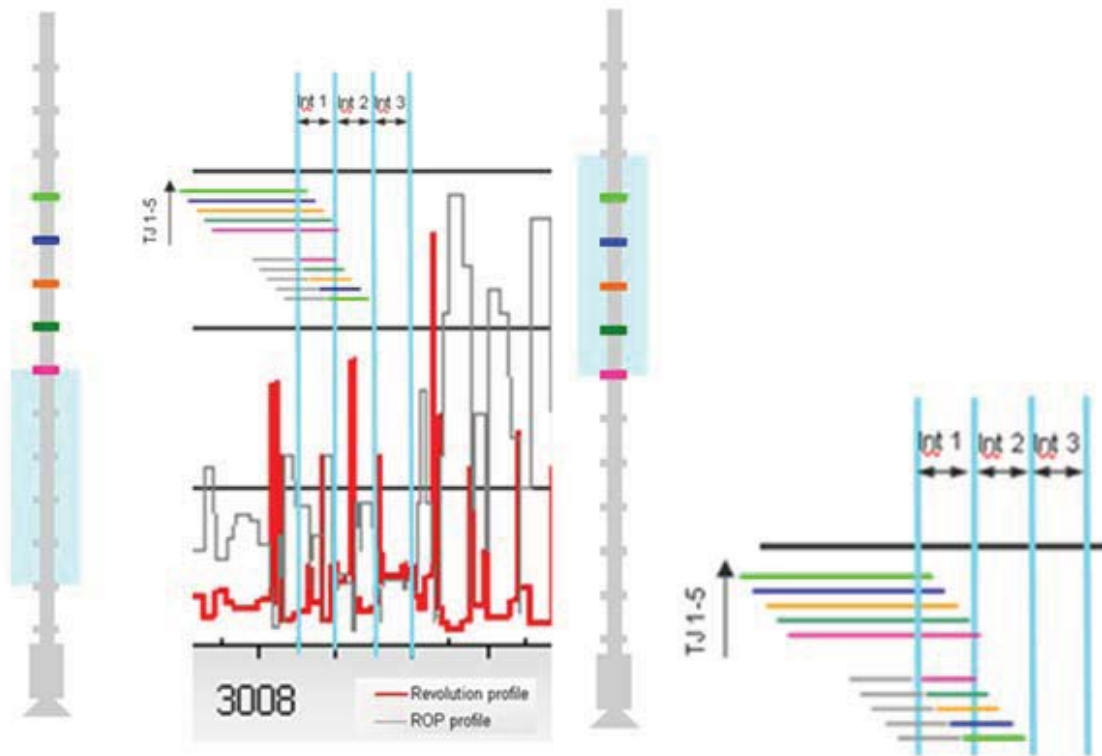 Int 1 Int 2 Int 3
TJ 1-5
3008
Revolution profile
ROP profile
Int 1 Int 2 Int 3
TJ 1-5